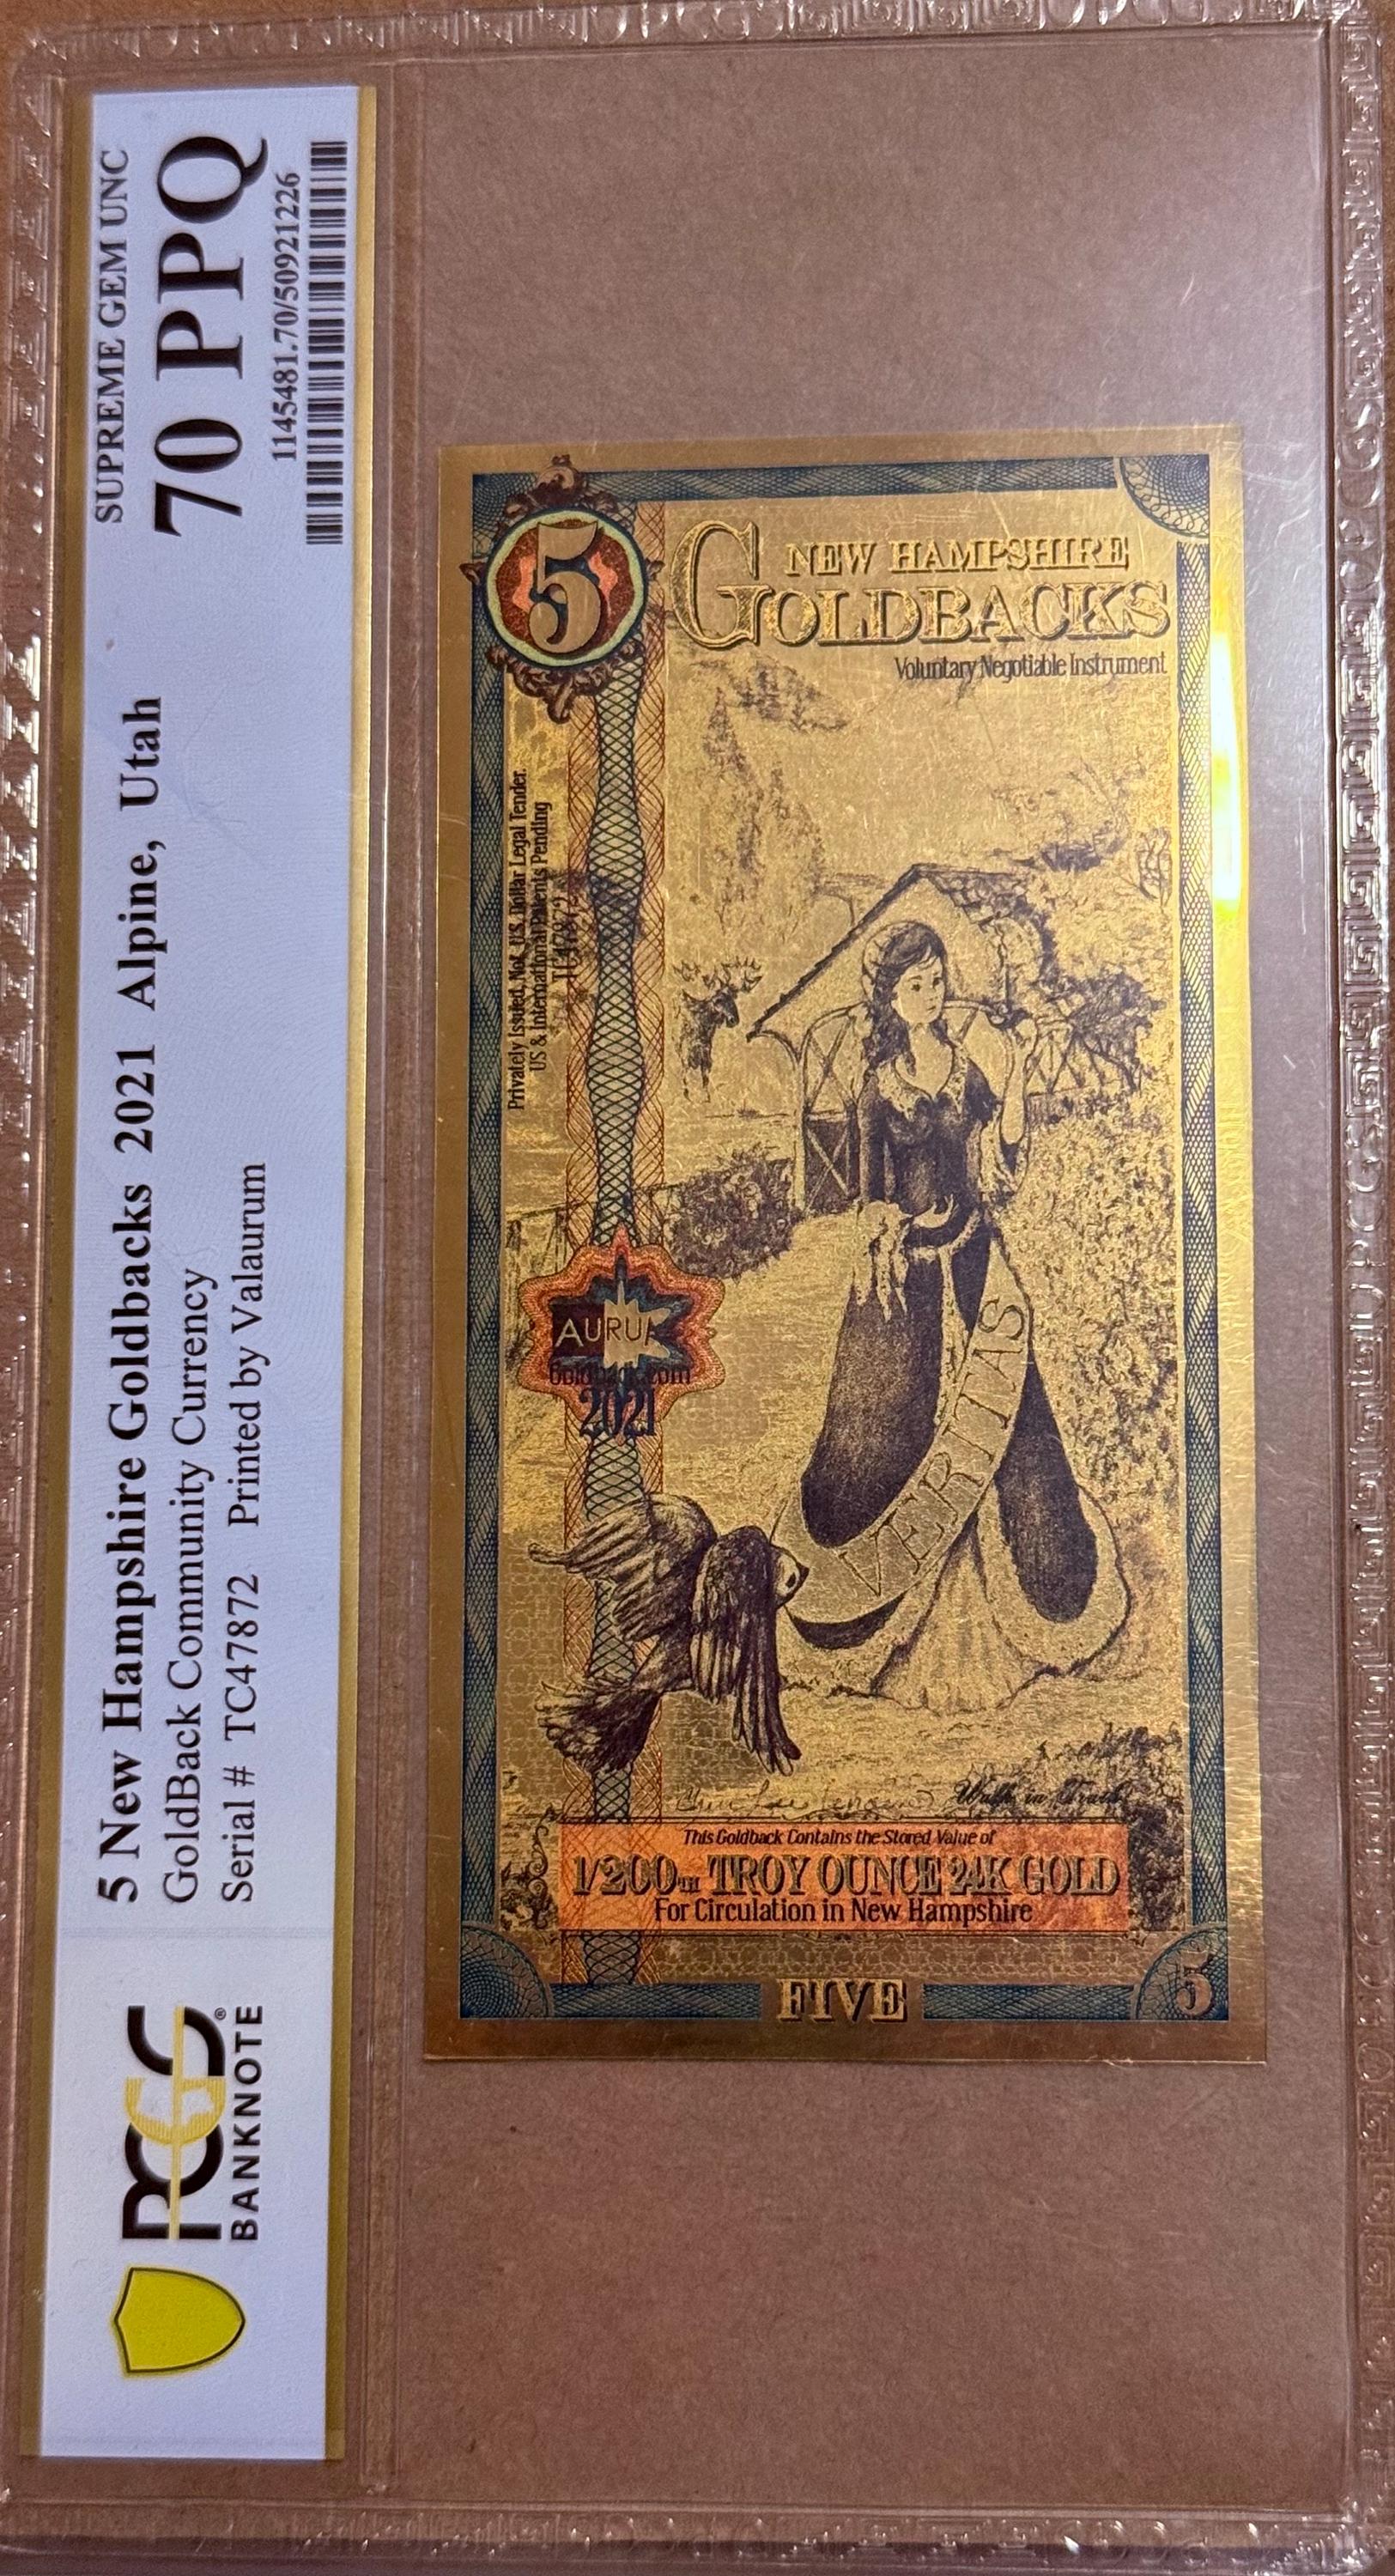 5 New Hampshire Goldbacks 2021 Alpine, Utah
GoldBack Community Currency
Serial # TC47872 Printed by Valaurum
SUPREME GEM UNC
70 PPQ
1145481.70/50921226
PCGS®
BANKNOTE
5
NEW HAMPSHIRE
GOLDBACKS
Voluntary Negotiable Instrument
Privately Issued, Not U.S. Dollar Legal Tender.
US & International Patents Pending
TC47872
Goldback.com
2021
VERITAS
Walk in Truth
This Goldback Contains the Stored Value of
1/200TH TROY OUNCE 24K GOLD
For Circulation in New Hampshire
FIVE
5